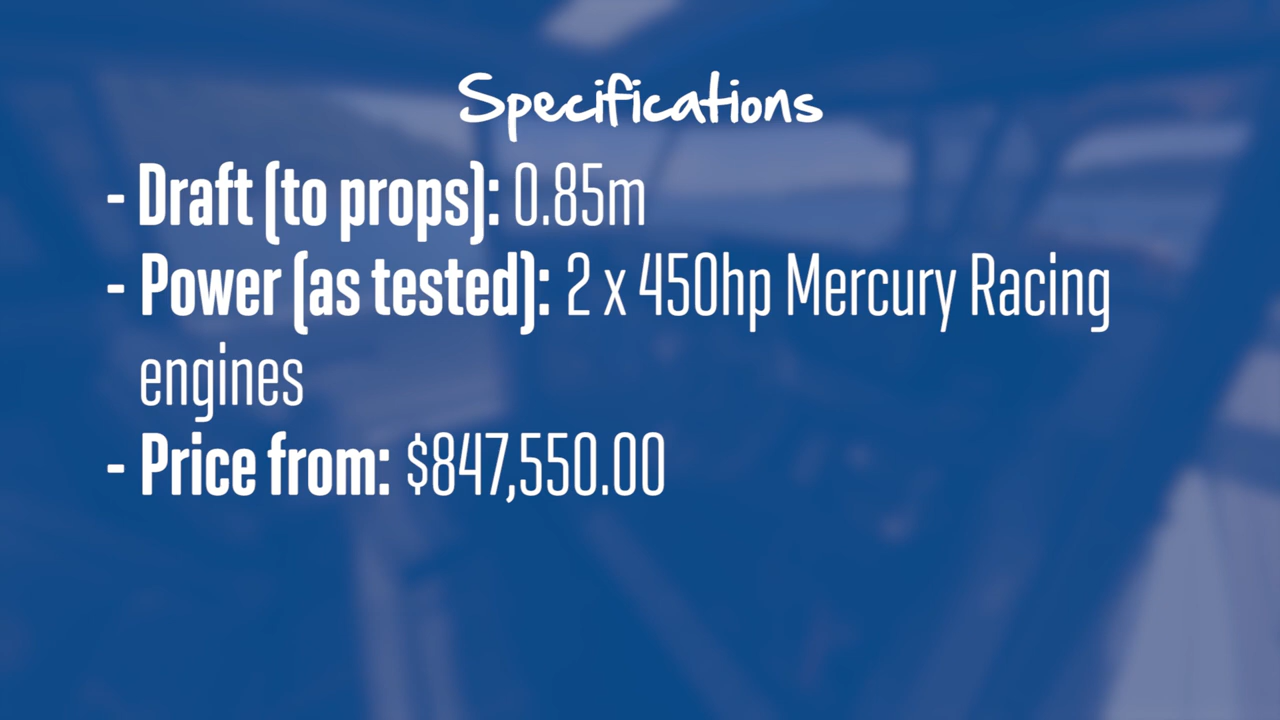 Specifications
- Draft (to props): 0.85m
- Power (as tested): 2 x 450hp Mercury Racing
engines
- Price from: $847,550.00